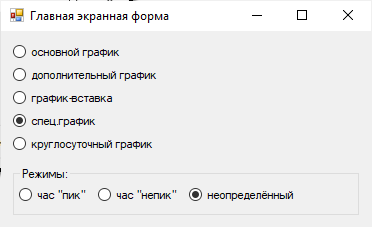 Главная экранная форма
основной график
дополнительный график
график-вставка
спец.график
круглосуточный график
Режимы:
час "пик" час "непик" неопределённый